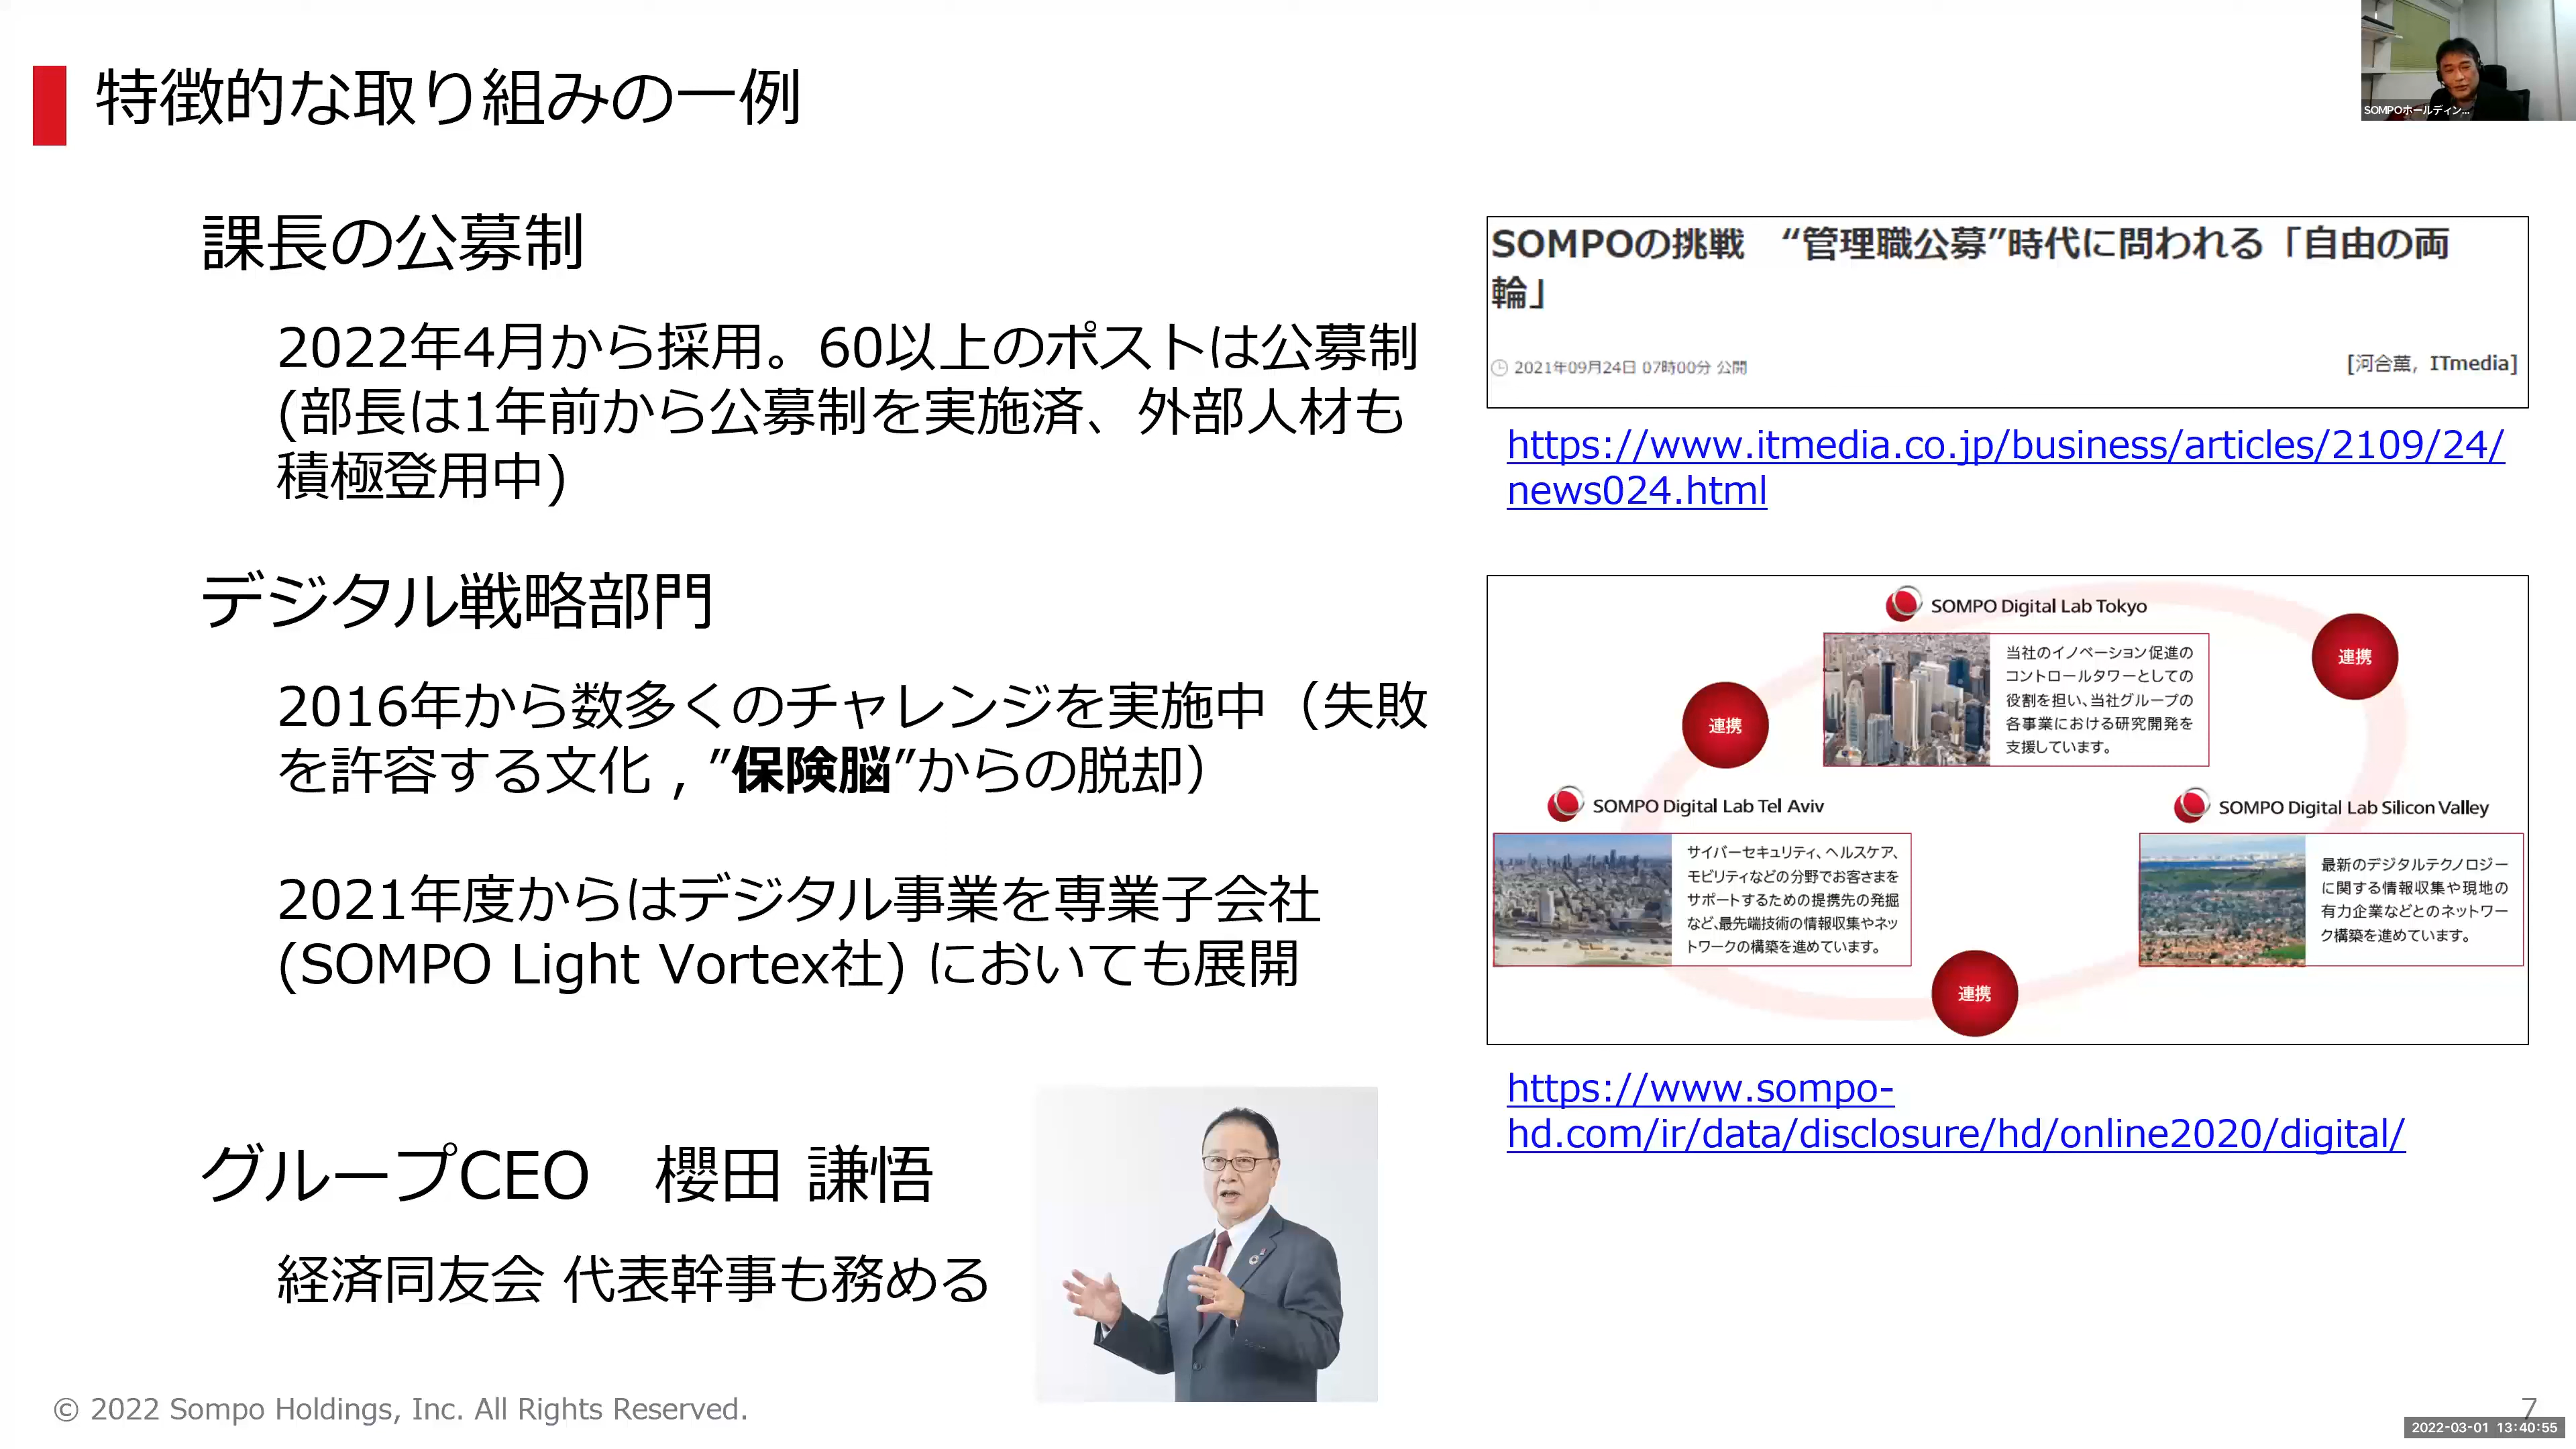 特徴的な取り組みの一例
SOMPOホールディン...
課長の公募制
2022年4月から採用。60以上のポストは公募制
(部長は1年前から公募制を実施済、外部人材も
積極登用中)
デジタル戦略部門
2016年から数多くのチャレンジを実施中（失敗
を許容する文化 , ”保険脳”からの脱却）
2021年度からはデジタル事業を専業子会社
(SOMPO Light Vortex社) においても展開
グループCEO　櫻田 謙悟
経済同友会 代表幹事も務める
SOMPOの挑戦　“管理職公募”時代に問われる「自由の両
輪」
2021年09月24日 07時00分 公開
[河合薫，ITmedia]
https://www.itmedia.co.jp/business/articles/2109/24/
news024.html
SOMPO Digital Lab Tokyo
当社のイノベーション促進の
コントロールタワーとしての
役割を担い、当社グループの
各事業における研究開発を
支援しています。
連携
連携
SOMPO Digital Lab Tel Aviv
サイバーセキュリティ、ヘルスケア、
モビリティなどの分野でお客さまを
サポートするための提携先の発掘
など、最先端技術の情報収集やネッ
トワークの構築を進めています。
SOMPO Digital Lab Silicon Valley
最新のデジタルテクノロジー
に関する情報収集や現地の
有力企業などとのネットワー
ク構築を進めています。
連携
https://www.sompo-
hd.com/ir/data/disclosure/hd/online2020/digital/
© 2022 Sompo Holdings, Inc. All Rights Reserved.
7
2022-03-01 13:40:55